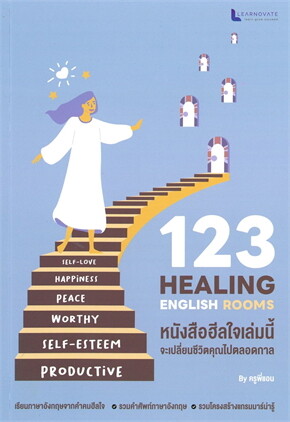 LEARNOVATE
123
HEALING
ENGLISH ROOMS
หนังสือฮีลใจเล่มนี้
จะเปลี่ยนชีวิตคุณไปตลอดกาล
By ครูพี่แอน
SELF-LOVE
HAPPINESS
PEACE
WORTHY
SELF-ESTEEM
PRODUCTIVE
เรียนภาษาอังกฤษจากคำคมฮีลใจ • รวมคำศัพท์ภาษาอังกฤษ • รวมโครงสร้างแกรมมาร์น่ารู้